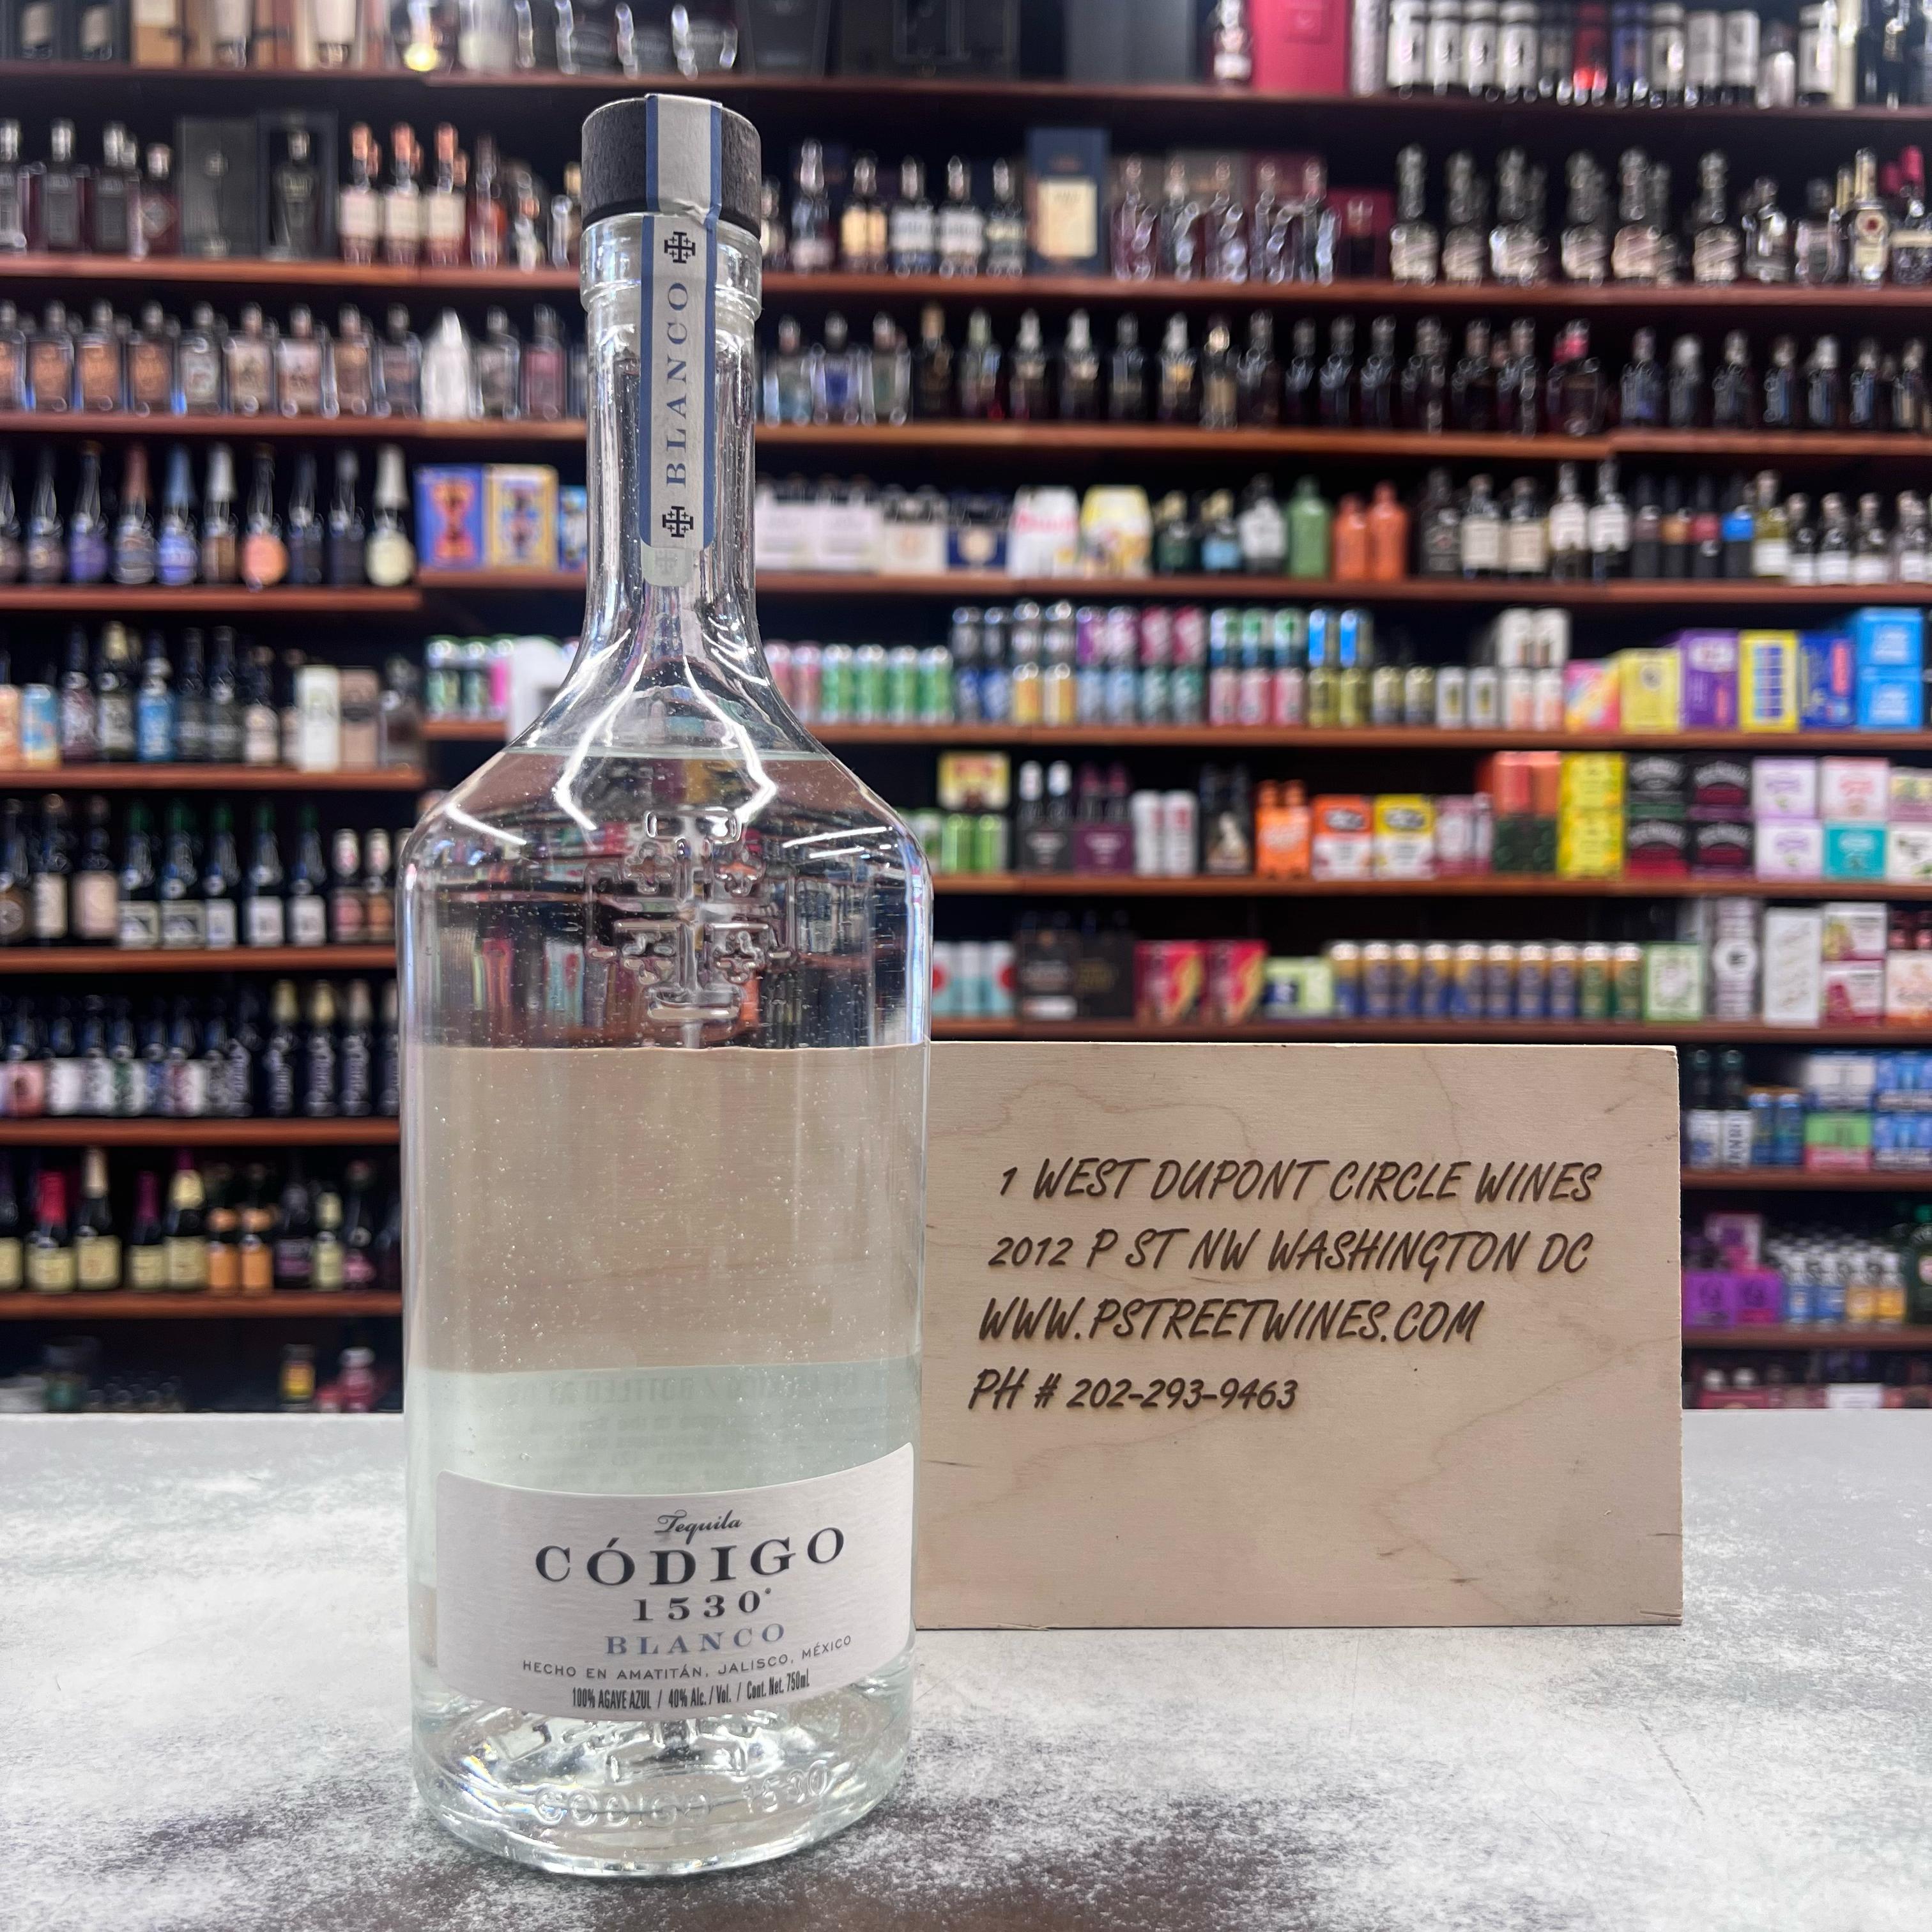 BLANCO
1 WEST DUPONT CIRCLE WINES
2012 P ST NW WASHINGTON DC
WWW.PSTREETWINES.COM
PH # 202-293-9463
Tequila
CÓDIGO
1530
BLANCO
HECHO EN AMATITÁN, JALISCO, MÉXICO
100% AGAVE AZUL / 40% Alc. / Vol. / Cont. Net. 750mL
CODIGO 1530